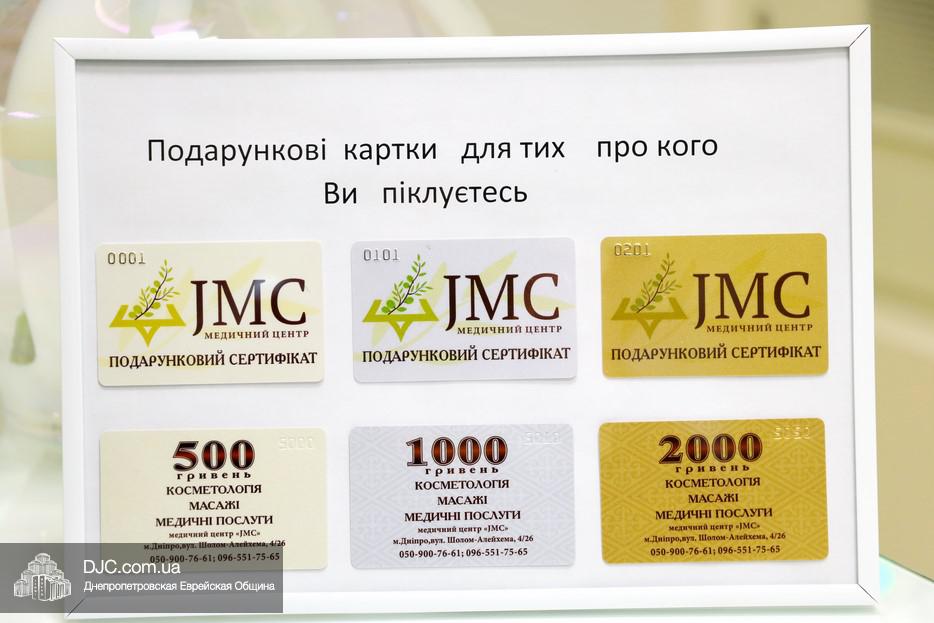 Подарункові картки для тих про кого
Ви піклуєтесь
0001
JMC
МЕДИЧНИЙ ЦЕНТР
ПОДАРУНКОВИЙ СЕРТИФІКАТ
0101
JMC
МЕДИЧНИЙ ЦЕНТР
ПОДАРУНКОВИЙ СЕРТИФІКАТ
0201
JMC
МЕДИЧНИЙ ЦЕНТР
ПОДАРУНКОВИЙ СЕРТИФІКАТ
500
гривень
КОСМЕТОЛОГІЯ
МАСАЖІ
МЕДИЧНІ ПОСЛУГИ
медичний центр «JMC»
м.Дніпро,вул. Шолом-Алейхема, 4/26
050-900-76-61; 096-551-75-65
1000
гривень
КОСМЕТОЛОГІЯ
МАСАЖІ
МЕДИЧНІ ПОСЛУГИ
медичний центр «JMC»
м.Дніпро,вул. Шолом-Алейхема, 4/26
050-900-76-61; 096-551-75-65
2000
гривень
КОСМЕТОЛОГІЯ
МАСАЖІ
МЕДИЧНІ ПОСЛУГИ
медичний центр «JMC»
м.Дніпро,вул. Шолом-Алейхема, 4/26
050-900-76-61; 096-551-75-65
DJC.com.ua
Днепропетровская Еврейская Община